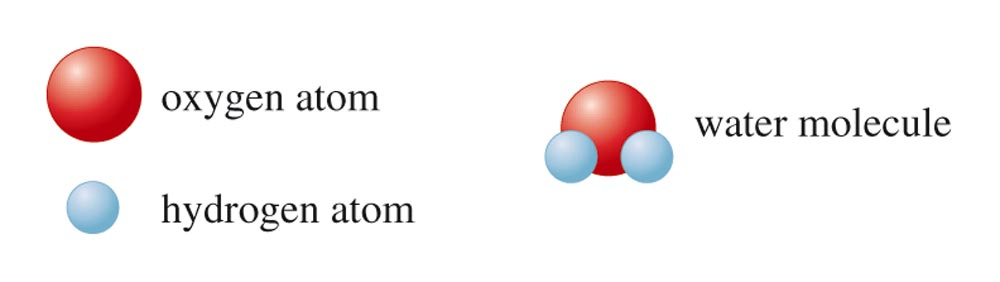 oxygen atom
hydrogen atom
water molecule